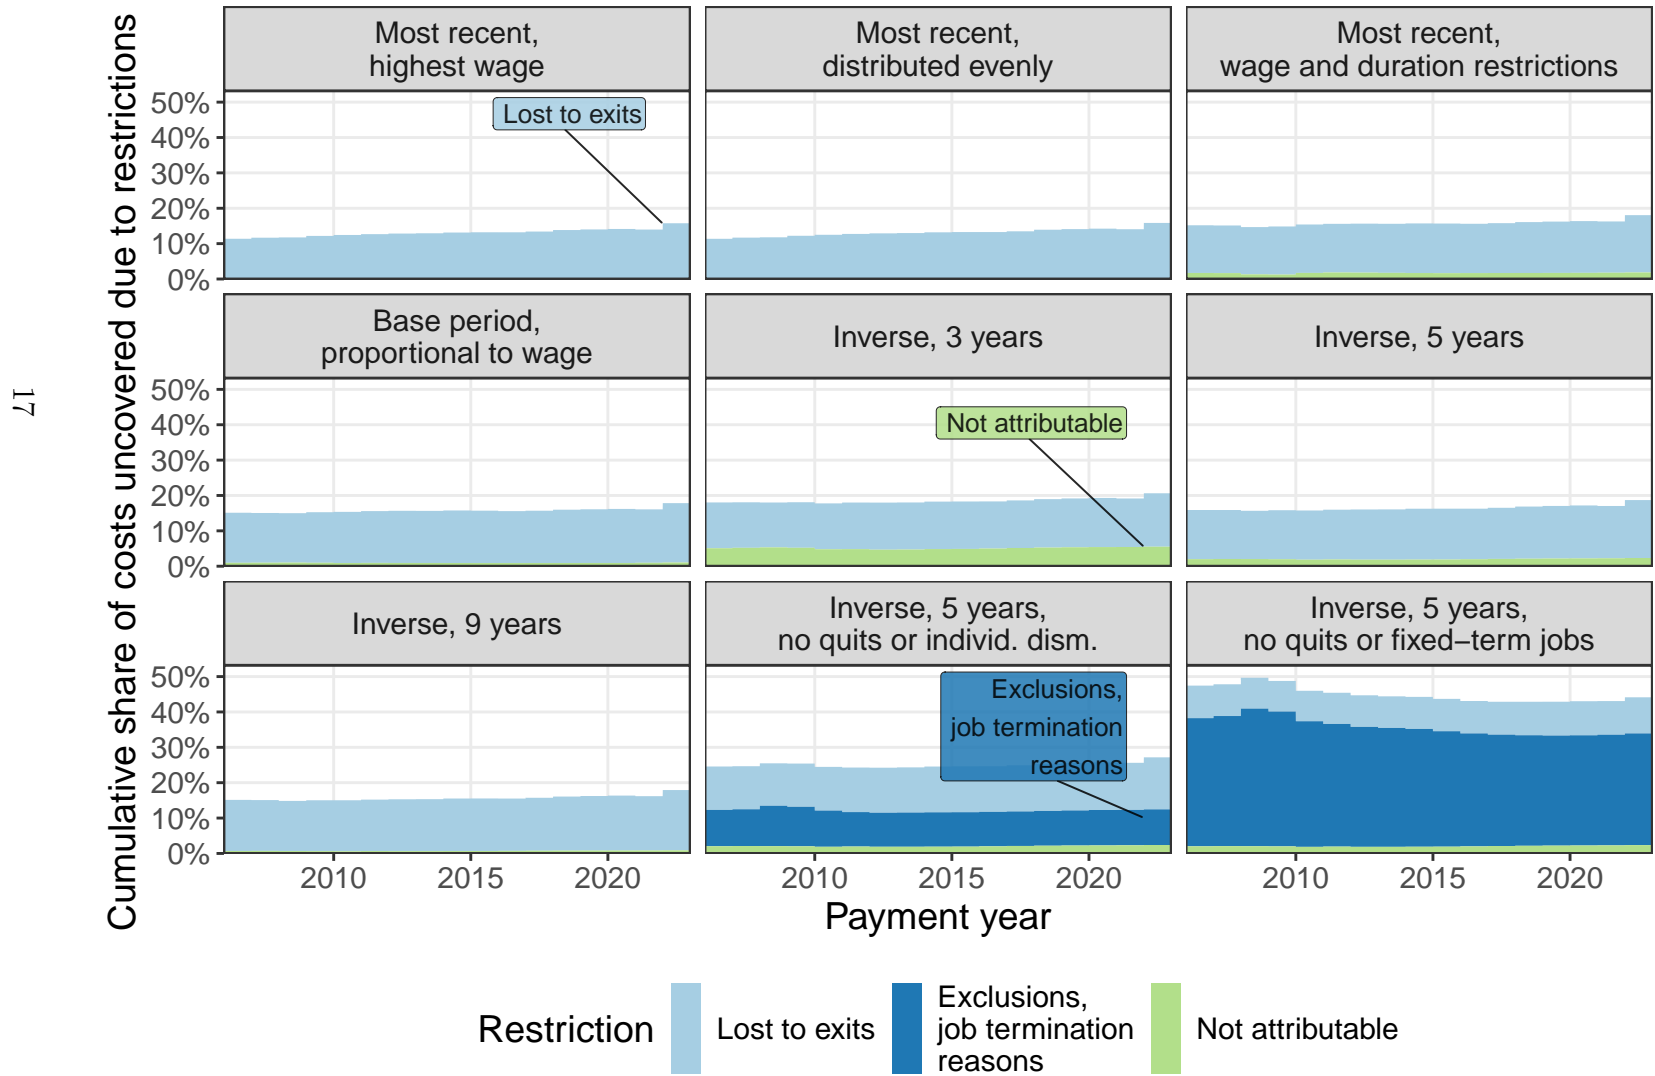 17
Cumulative share of costs uncovered due to restrictions
Most recent,
highest wage
Most recent,
distributed evenly
Most recent,
wage and duration restrictions
50%
40%
30%
20%
10%
0%
Lost to exits
Base period,
proportional to wage
Inverse, 3 years
Inverse, 5 years
50%
40%
30%
20%
10%
0%
Not attributable
Inverse, 9 years
Inverse, 5 years,
no quits or individ. dism.
Inverse, 5 years,
no quits or fixed−term jobs
50%
40%
30%
20%
10%
0%
Exclusions,
job termination
reasons
2010 2015 2020
2010 2015 2020
2010 2015 2020
Payment year
Restriction
Lost to exits
Exclusions,
job termination
reasons
Not attributable